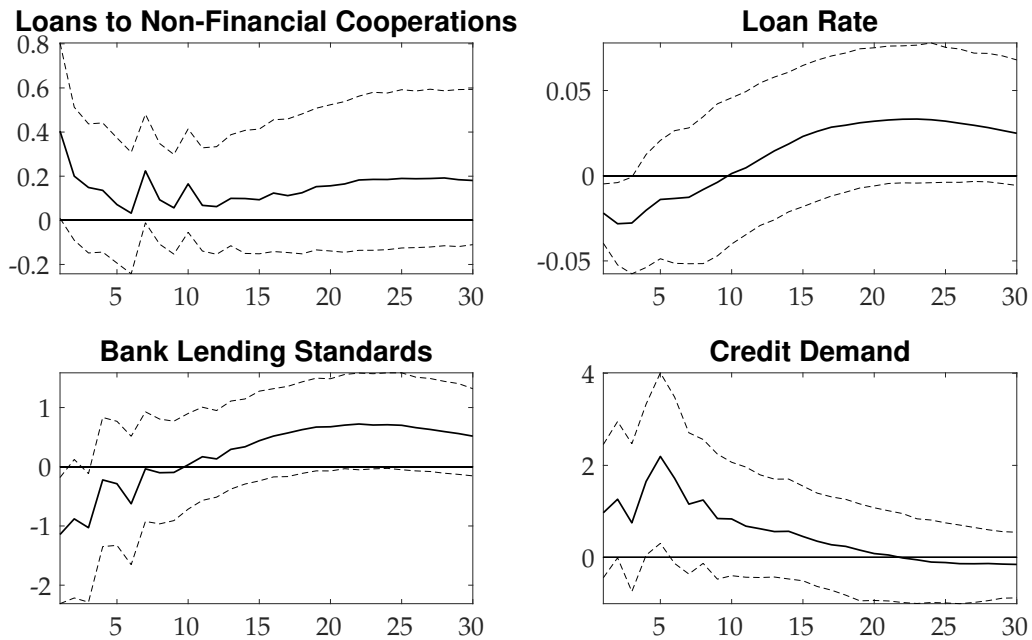 Loans to Non-Financial Cooperations
0.8
0.6
0.4
0.2
0
-0.2
5 10 15 20 25 30
Loan Rate
0.05
0
-0.05
5 10 15 20 25 30
Bank Lending Standards
1
0
-1
-2
5 10 15 20 25 30
Credit Demand
4
2
0
5 10 15 20 25 30